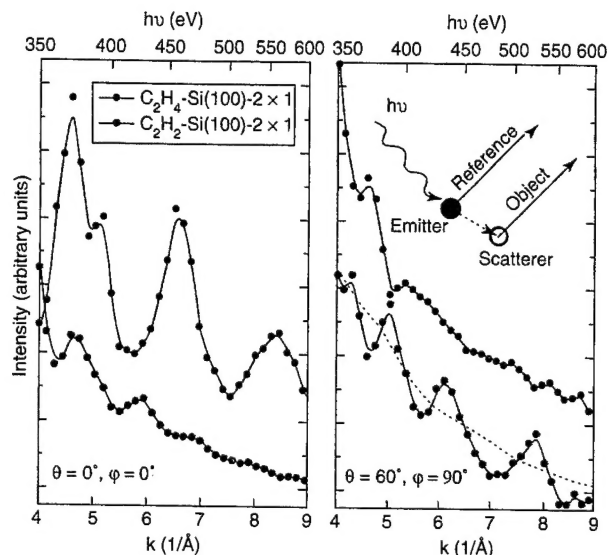 hυ (eV)
350 400 450 500 550 600
C₂H₄-Si(100)-2 × 1
C₂H₂-Si(100)-2 × 1
Intensity (arbitrary units)
θ = 0°, φ = 0°
4 5 6 7 8 9
k (1/Å)
hυ (eV)
350 400 450 500 550 600
hυ
Reference
Object
Emitter
Scatterer
θ = 60°, φ = 90°
4 5 6 7 8 9
k (1/Å)